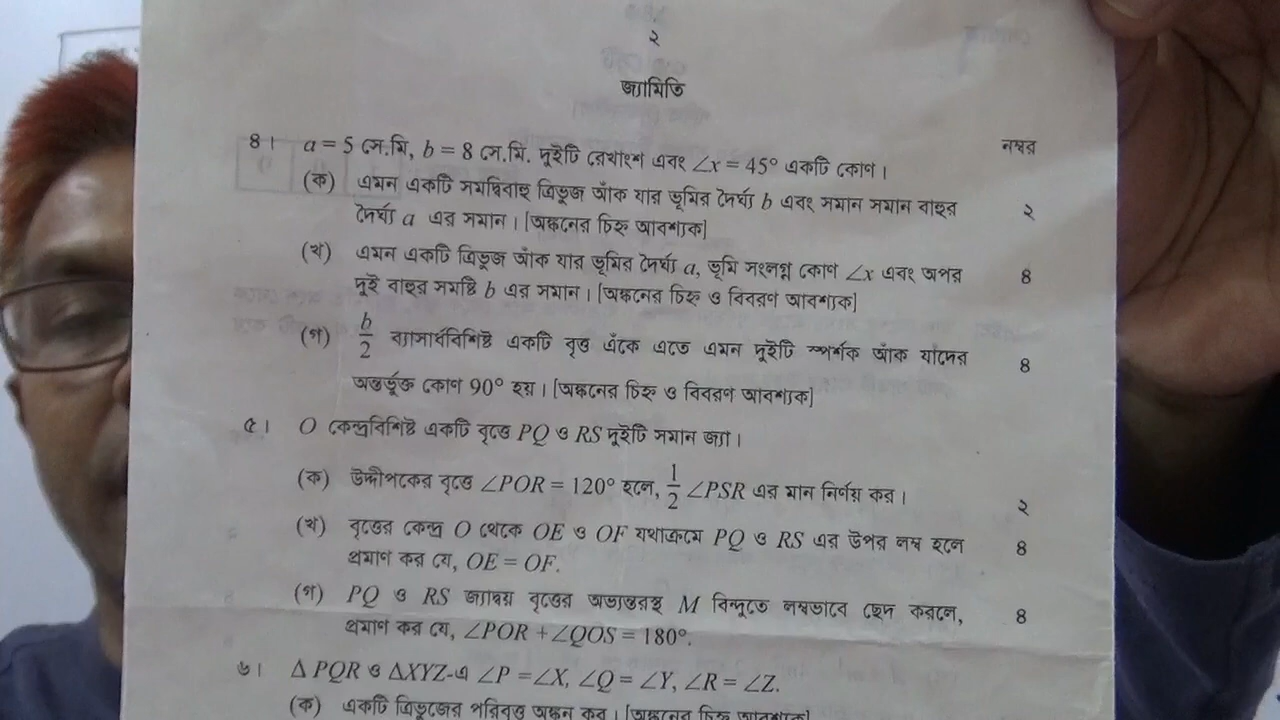 ২
জ্যামিতি
নম্বর
৪। a = 5 সে.মি, b = 8 সে.মি. দুইটি রেখাংশ এবং ∠x = 45° একটি কোণ।
(ক) এমন একটি সমদ্বিবাহু ত্রিভুজ আঁক যার ভূমির দৈর্ঘ্য b এবং সমান সমান বাহুর
দৈর্ঘ্য a এর সমান। [অঙ্কনের চিহ্ন আবশ্যক] ২
(খ) এমন একটি ত্রিভুজ আঁক যার ভূমির দৈর্ঘ্য a, ভূমি সংলগ্ন কোণ ∠x এবং অপর
দুই বাহুর সমষ্টি b এর সমান। [অঙ্কনের চিহ্ন ও বিবরণ আবশ্যক] ৪
(গ) b/2 ব্যাসার্ধবিশিষ্ট একটি বৃত্ত এঁকে এতে এমন দুইটি স্পর্শক আঁক যাদের
অন্তর্ভুক্ত কোণ 90° হয়। [অঙ্কনের চিহ্ন ও বিবরণ আবশ্যক] ৪
৫। O কেন্দ্রবিশিষ্ট একটি বৃত্তে PQ ও RS দুইটি সমান জ্যা।
(ক) উদ্দীপকের বৃত্তে ∠POR = 120° হলে, 1/2 ∠PSR এর মান নির্ণয় কর। ২
(খ) বৃত্তের কেন্দ্র O থেকে OE ও OF যথাক্রমে PQ ও RS এর উপর লম্ব হলে
প্রমাণ কর যে, OE = OF. ৪
(গ) PQ ও RS জ্যাদ্বয় বৃত্তের অভ্যন্তরস্থ M বিন্দুতে লম্বভাবে ছেদ করলে,
প্রমাণ কর যে, ∠POR + ∠QOS = 180°. ৪
৬। Δ PQR ও ΔXYZ-এ ∠P = ∠X, ∠Q = ∠Y, ∠R = ∠Z.
(ক) একটি ত্রিভুজের পরিবৃত্ত অঙ্কন কর। [অঙ্কনের চিহ্ন আবশ্যক]